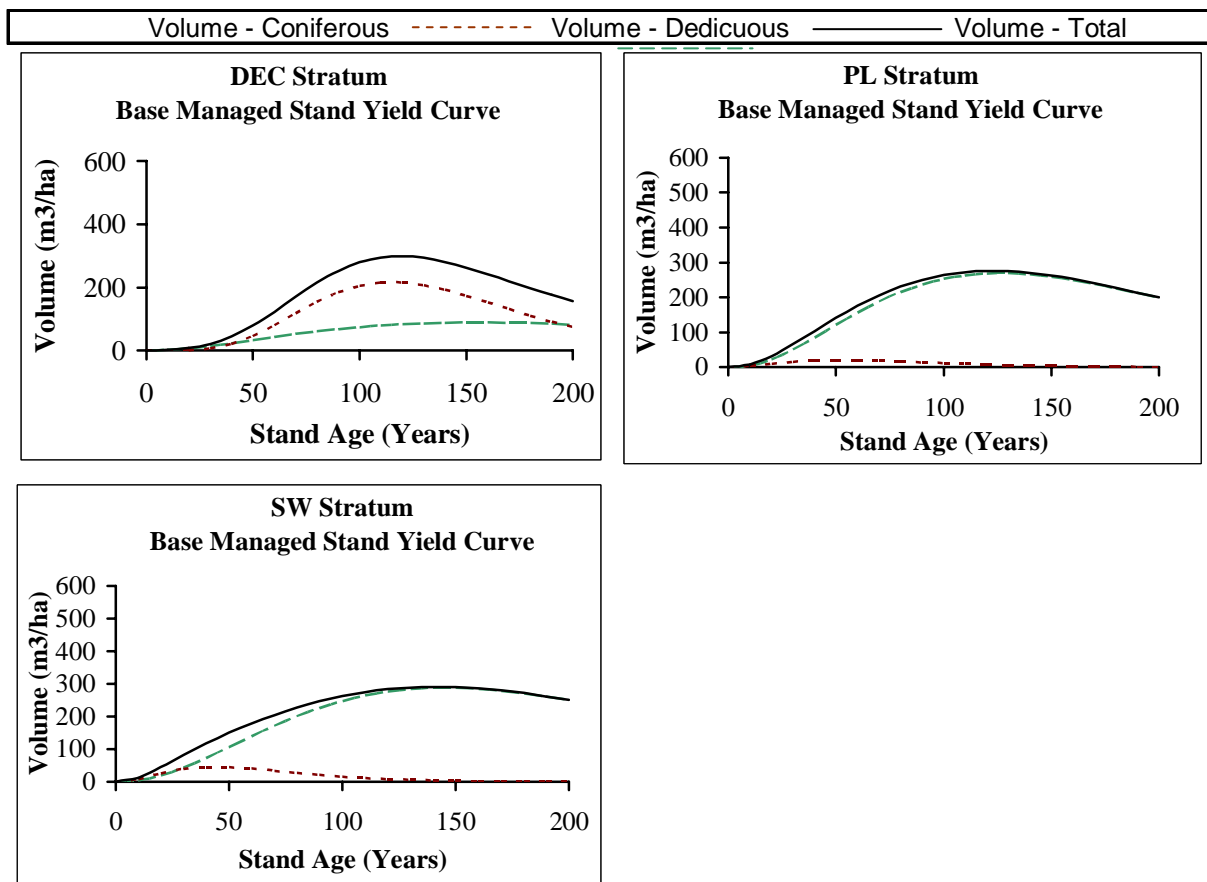 Volume - Coniferous Volume - Dedicuous Volume - Total
DEC Stratum
Base Managed Stand Yield Curve
600
400
200
0
0 50 100 150 200
Volume (m3/ha)
Stand Age (Years)
PL Stratum
Base Managed Stand Yield Curve
600
500
400
300
200
100
0
0 50 100 150 200
Volume (m3/ha)
Stand Age (Years)
SW Stratum
Base Managed Stand Yield Curve
600
500
400
300
200
100
0
0 50 100 150 200
Volume (m3/ha)
Stand Age (Years)